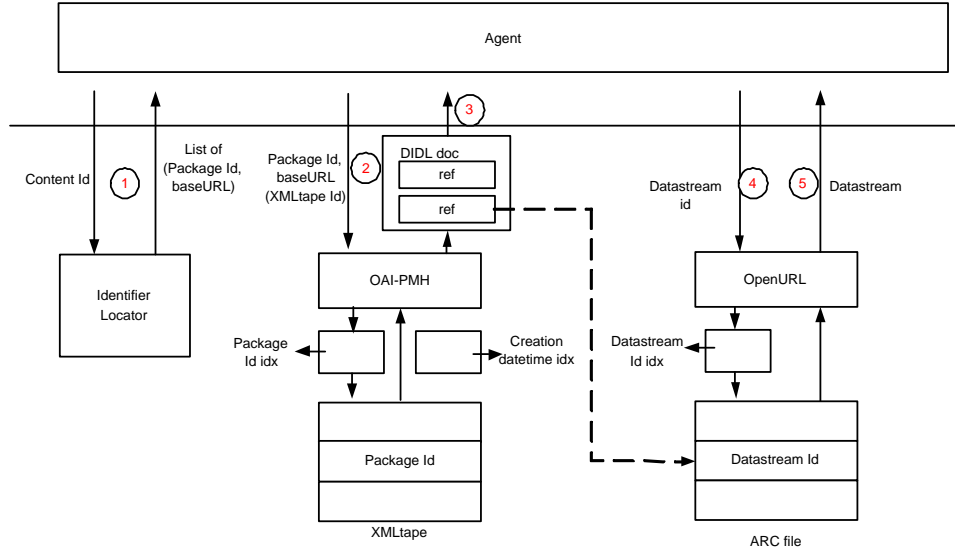 Agent
Content Id
1
List of
(Package Id,
baseURL)
Package Id,
baseURL
(XMLtape Id)
2
3
DIDL doc
ref
ref
Datastream
id
4
5
Datastream
Identifier
Locator
OAI-PMH
OpenURL
Package
Id idx
Creation
datetime idx
Datastream
Id idx
Package Id
Datastream Id
XMLtape
ARC file